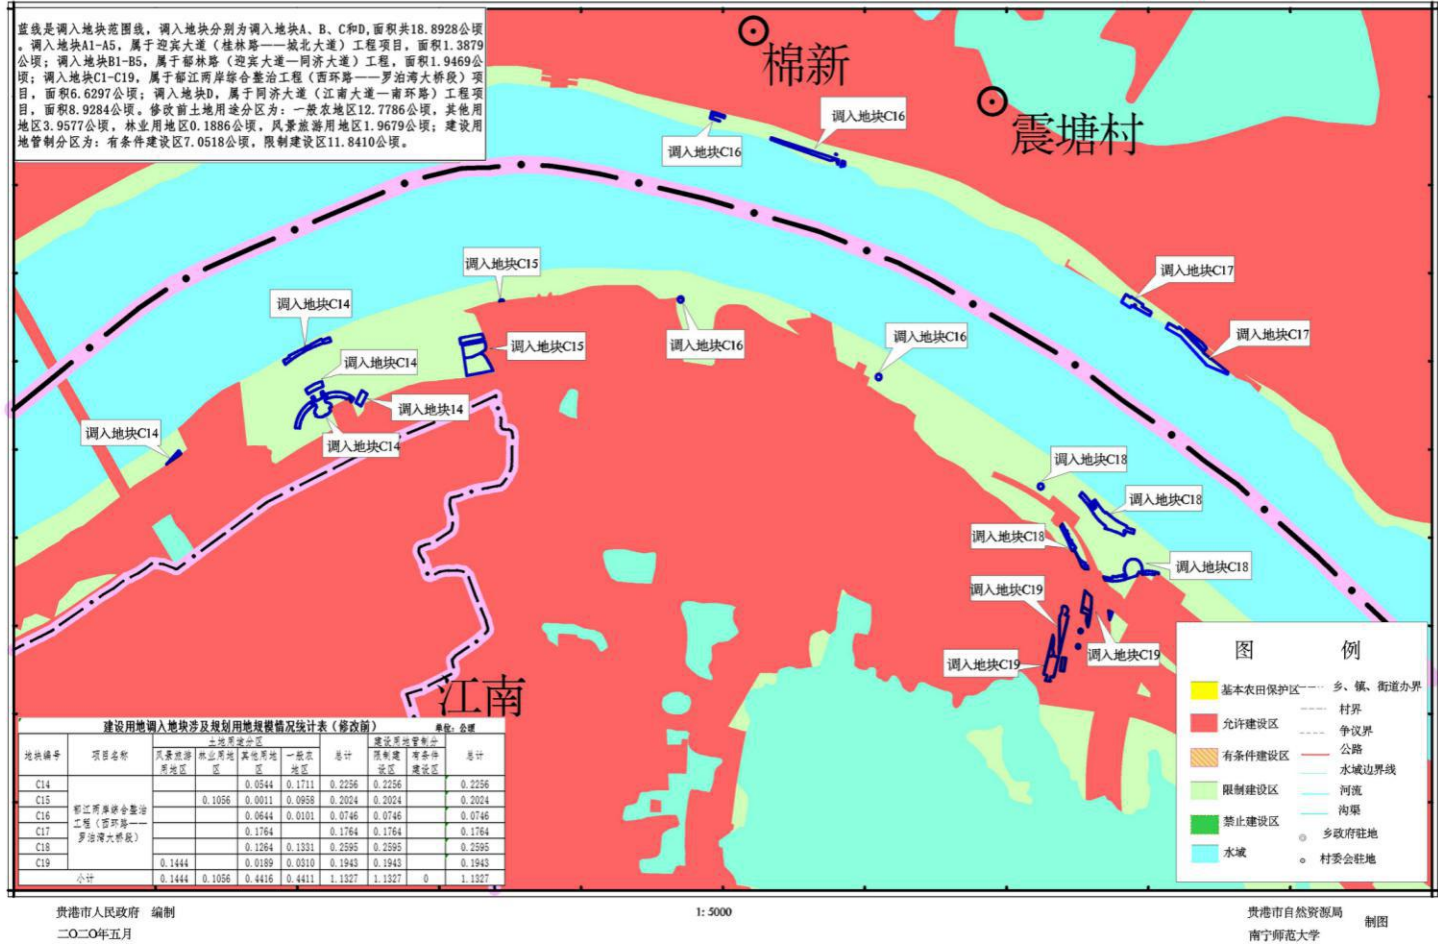 蓝线是调入地块范围线，调入地块分别为调入地块A、B、C和D,面积共18.8928公顷
。调入地块A1-A5，属于迎宾大道（桂林路——城北大道）工程项目，面积1.3879
公顷；调入地块B1-B5，属于郁林路（迎宾大道—同济大道）工程，面积1.9469公
顷；调入地块C1-C19，属于郁江两岸综合整治工程（西环路——罗泊湾大桥段）项
目，面积6.6297公顷；调入地块D，属于同济大道（江南大道—南环路）工程项
目，面积8.9284公顷。修改前土地用途分区为：一般农地区12.7786公顷，其他用
地区3.9577公顷，林业用地区0.1886公顷，风景旅游用地区1.9679公顷；建设用
地管制分区为：有条件建设区7.0518公顷，限制建设区11.8410公顷。
棉新
震塘村
调入地块C16
调入地块C16
调入地块C15
调入地块C17
调入地块C14
调入地块C17
调入地块C15
调入地块C16
调入地块C16
调入地块C14
调入地块14
调入地块C14
调入地块C14
调入地块C18
调入地块C18
调入地块C18
调入地块C18
调入地块C19
调入地块C19
调入地块C19
江南
图 例
基本农田保护区
允许建设区
有条件建设区
限制建设区
禁止建设区
水域
乡、镇、街道办界
村界
争议界
公路
水域边界线
河流
沟渠
乡政府驻地
村委会驻地
建设用地调入地块涉及规划用地规模情况统计表（修改前） 单位：公顷
地块编号 项目名称 土地用途分区 总计 建设用地管制分 总计
风景旅游用地区 林业用地区 其他用地区 一般农地区 限制建设区 有条件建设区
郁江两岸综合整治工程（西环路——罗泊湾大桥段）
C14 0.0544 0.1711 0.2256 0.2256 0.2256
C15 0.1056 0.0011 0.0958 0.2024 0.2024 0.2024
C16 0.0644 0.0101 0.0746 0.0746 0.0746
C17 0.1764 0.1764 0.1764 0.1764
C18 0.1264 0.1331 0.2595 0.2595 0.2595
C19 0.1444 0.0189 0.0310 0.1943 0.1943 0.1943
小计 0.1444 0.1056 0.4416 0.4411 1.1327 1.1327 0 1.1327
贵港市人民政府 编制
二〇二〇年五月
1:5000
贵港市自然资源局
南宁师范大学
制图